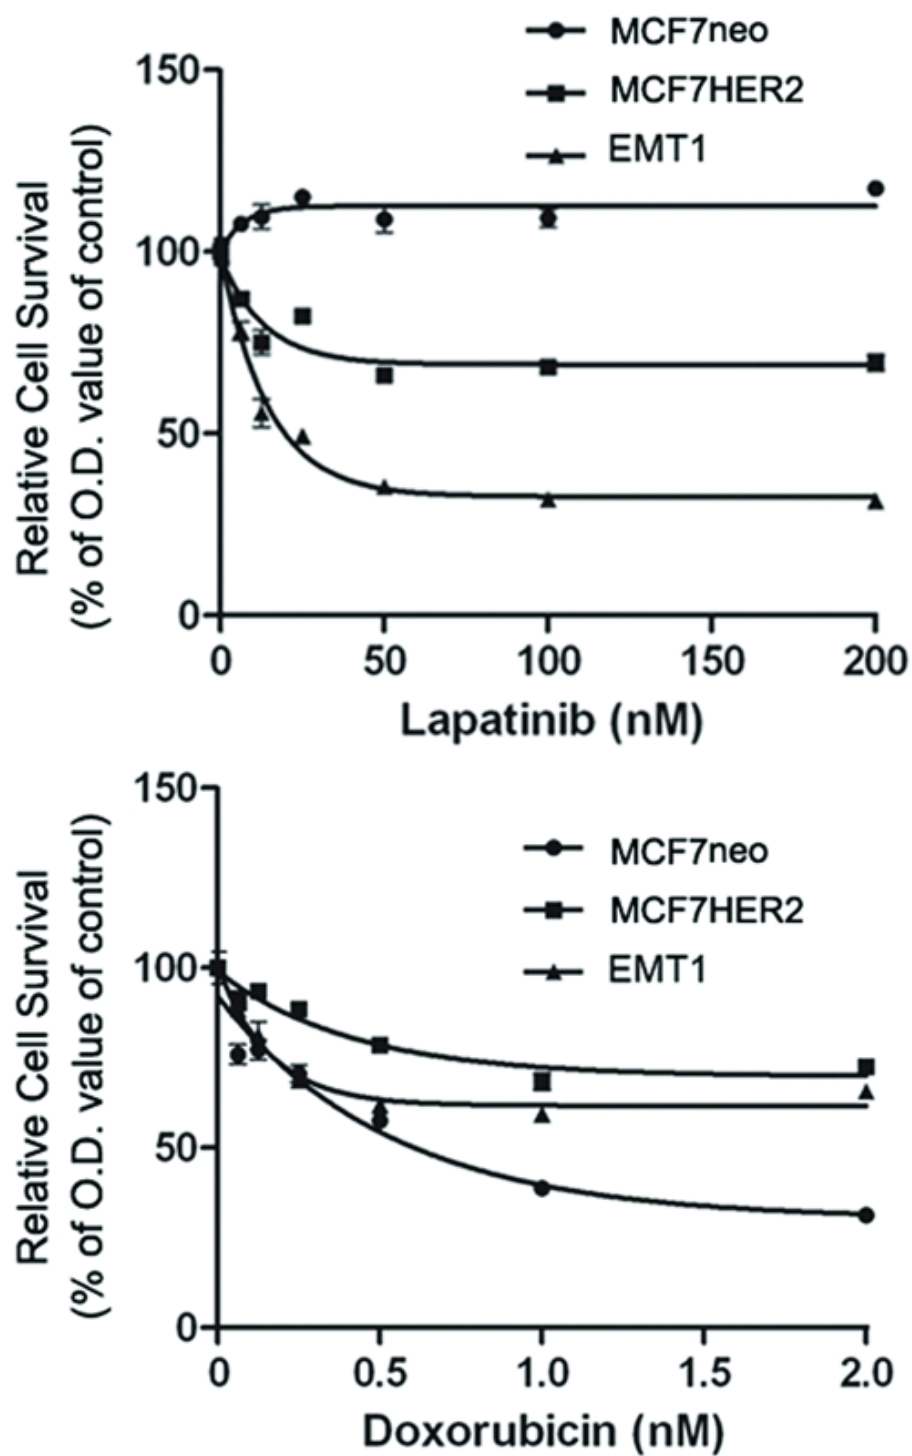 MCF7neo
MCF7HER2
EMT1
150
100
50
0
Relative Cell Survival
(% of O.D. value of control)
0 50 100 150 200
Lapatinib (nM)
MCF7neo
MCF7HER2
EMT1
150
100
50
0
Relative Cell Survival
(% of O.D. value of control)
0 0.5 1.0 1.5 2.0
Doxorubicin (nM)